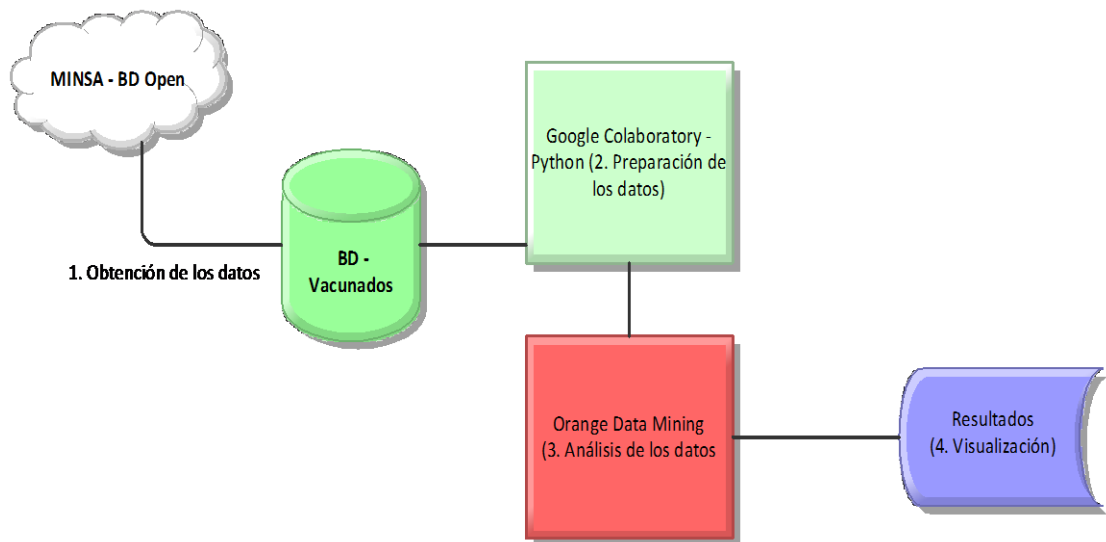 MINSA - BD Open
Google Colaboratory -
Python (2. Preparación de
los datos)
BD -
Vacunados
1. Obtención de los datos
Orange Data Mining
(3. Análisis de los datos
Resultados
(4. Visualización)